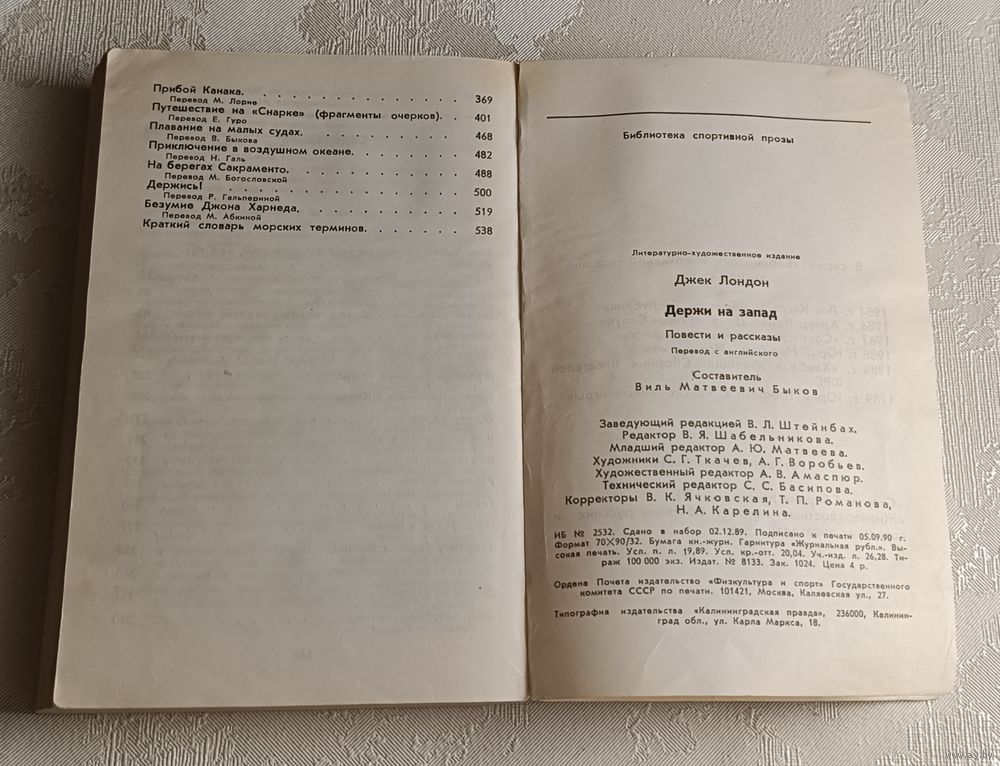 Прибой Канака. . . . . . . . . . . . . 369
Перевод М. Лорие
Путешествие на «Снарке» (фрагменты очерков). . 401
Перевод Е. Гуро
Плавание на малых судах. . . . . . . . . 468
Перевод В. Быкова
Приключение в воздушном океане. . . . . . . 482
Перевод Н. Галь
На берегах Сакраменто. . . . . . . . . . 488
Перевод М. Богословской
Держись! . . . . . . . . . . . . . 500
Перевод Р. Гальпериной
Безумие Джона Харнеда. . . . . . . . . . 519
Перевод М. Абкиной
Краткий словарь морских терминов. . . . . . 538
Библиотека спортивной прозы
Литературно-художественное издание
Джек Лондон
Держи на запад
Повести и рассказы
Перевод с английского
Составитель
Виль Матвеевич Быков
Заведующий редакцией В. Л. Штейнбах.
Редактор В. Я. Шабельникова.
Младший редактор А. Ю. Матвеева.
Художники С. Г. Ткачев, А. Г. Воробьев.
Художественный редактор А. В. Амаспюр.
Технический редактор С. С. Басипова.
Корректоры В. К. Ячковская, Т. П. Романова,
Н. А. Карелина.
ИБ № 2532. Сдано в набор 02.12.89. Подписано к печати 05.09.90 г.
Формат 70×90/32. Бумага кн.-журн. Гарнитура «Журнальная рубл.». Вы-
сокая печать. Усл. п. л. 19,89. Усл. кр.-отт. 20,04. Уч.-изд. л. 26,28. Ти-
раж 100 000 экз. Издат. № 8133. Зак. 1024. Цена 4 р.
Ордена Почета издательство «Физкультура и спорт» Государственного
комитета СССР по печати. 101421, Москва, Каляевская ул., 27.
Типография издательства «Калининградская правда», 236000, Калинин-
град обл., ул. Карла Маркса, 18.